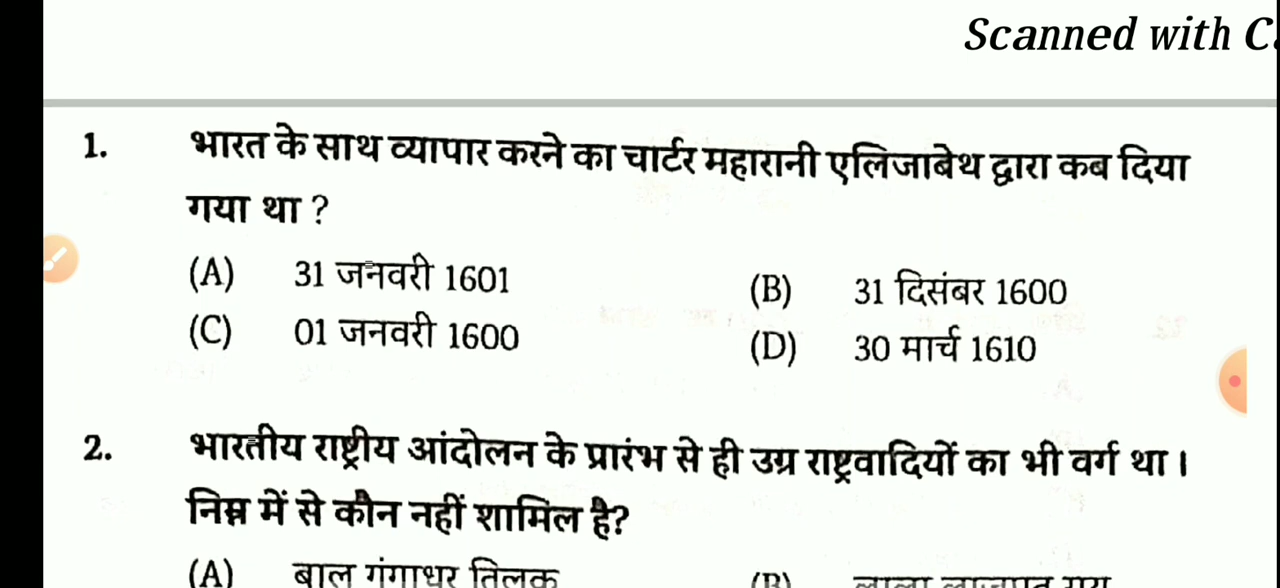 Scanned with
1. भारत के साथ व्यापार करने का चार्टर महारानी एलिजाबेथ द्वारा कब दिया
गया था ?
(A) 31 जनवरी 1601
(B) 31 दिसंबर 1600
(C) 01 जनवरी 1600
(D) 30 मार्च 1610
2. भारतीय राष्ट्रीय आंदोलन के प्रारंभ से ही उग्र राष्ट्रवादियों का भी वर्ग था।
निम्न में से कौन नहीं शामिल है?
(A) बाल गंगाधर तिलक
(B)